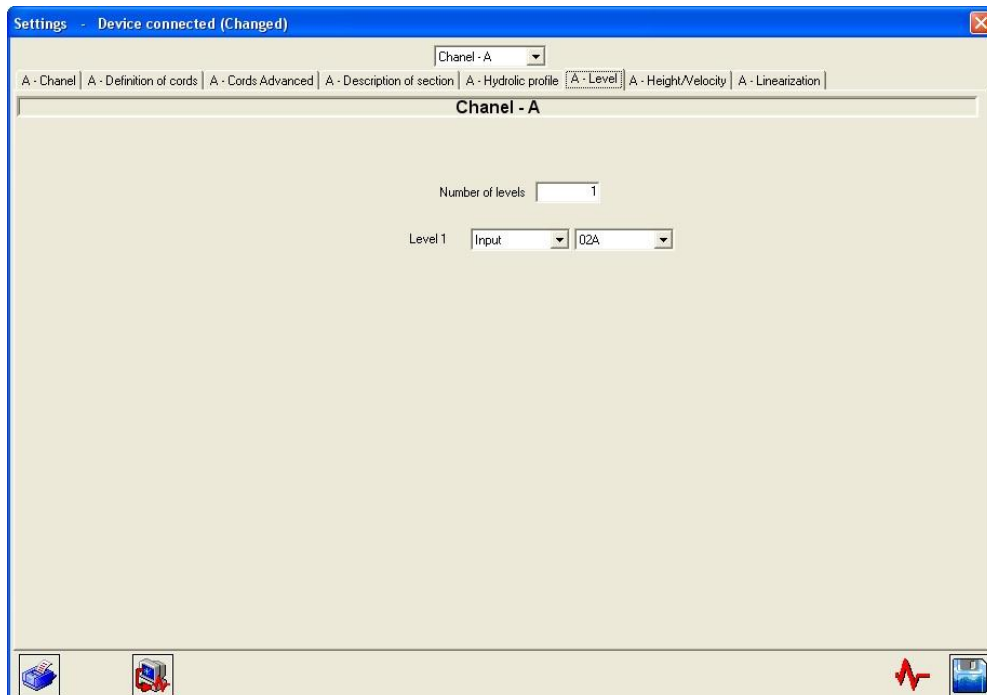 Settings - Device connected (Changed)
Chanel - A
A - Chanel A - Definition of cords A - Cords Advanced A - Description of section A - Hydrolic profile A - Level A - Height/Velocity A - Linearization
Chanel - A
Number of levels 1
Level 1 Input 02A